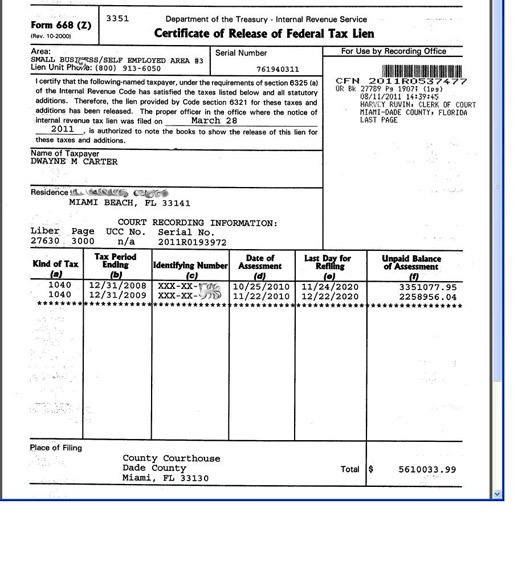 Form 668 (Z)
(Rev. 10-2000)
3351
Department of the Treasury - Internal Revenue Service
Certificate of Release of Federal Tax Lien
Area:
SMALL BUSINESS/SELF EMPLOYED AREA #3
Lien Unit Phone: (800) 913-6050
Serial Number
761940311
For Use by Recording Office
CFN 2011R0537477
OR Bk 27789 Pg 1907; (1pg)
08/11/2011 14:39:45
HARVEY RUVIN, CLERK OF COURT
MIAMI-DADE COUNTY, FLORIDA
LAST PAGE
I certify that the following-named taxpayer, under the requirements of section 6325 (a)
of the Internal Revenue Code has satisfied the taxes listed below and all statutory
additions. Therefore, the lien provided by Code section 6321 for these taxes and
additions has been released. The proper officer in the office where the notice of
internal revenue tax lien was filed on March 28
2011 , is authorized to note the books to show the release of this lien for
these taxes and additions.
Name of Taxpayer
DWAYNE M CARTER
Residence
MIAMI BEACH, FL 33141
COURT RECORDING INFORMATION:
Liber Page UCC No. Serial No.
27630 3000 n/a 2011R0193972
Kind of Tax (a)
Tax Period Ending (b)
Identifying Number (c)
Date of Assessment (d)
Last Day for Refiling (e)
Unpaid Balance of Assessment (f)
1040 12/31/2008 XXX-XX- 10/25/2010 11/24/2020 3351077.95
1040 12/31/2009 XXX-XX- 11/22/2010 12/22/2020 2258956.04
Place of Filing
County Courthouse
Dade County
Miami, FL 33130
Total $ 5610033.99